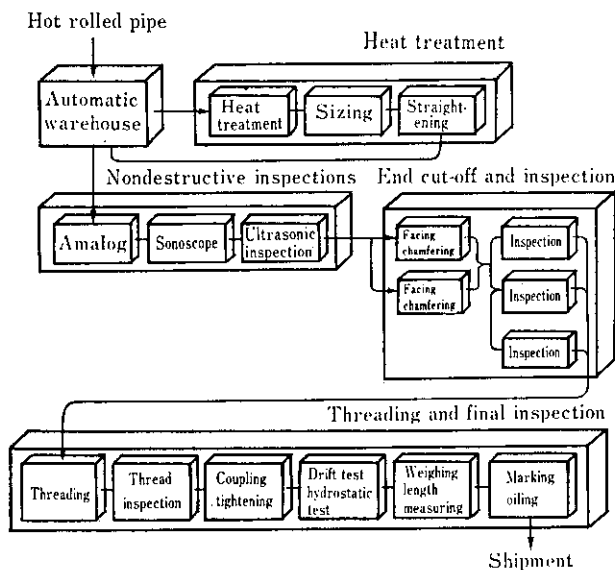 Hot rolled pipe
Heat treatment
Automatic
warehouse
Heat
treatment
Sizing
Straight-
ening
Nondestructive inspections
End cut-off and inspection
Amalog
Sonoscope
Ultrasonic
inspection
Facing
chamfering
Facing
chamfering
Inspection
Inspection
Inspection
Threading and final inspection
Threading
Thread
inspection
Coupling
tightening
Drift test
hydrostatic
test
Weighing
length
measuring
Marking
oiling
Shipment